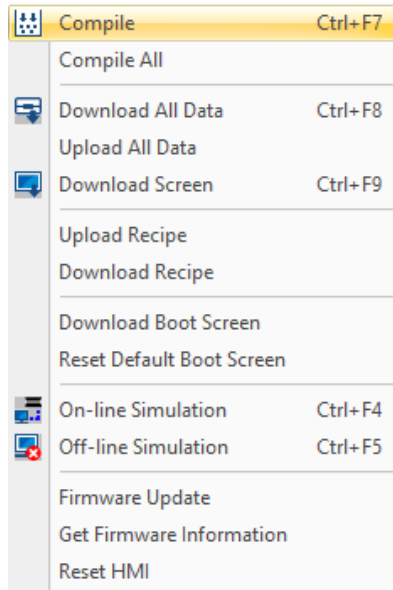 Compile Ctrl+F7
Compile All
Download All Data Ctrl+F8
Upload All Data
Download Screen Ctrl+F9
Upload Recipe
Download Recipe
Download Boot Screen
Reset Default Boot Screen
On-line Simulation Ctrl+F4
Off-line Simulation Ctrl+F5
Firmware Update
Get Firmware Information
Reset HMI